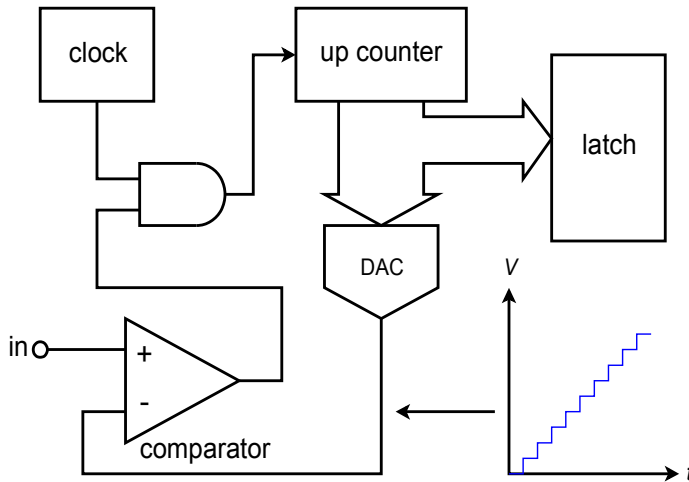 clock
up counter
latch
DAC
V
in
+
-
comparator
t